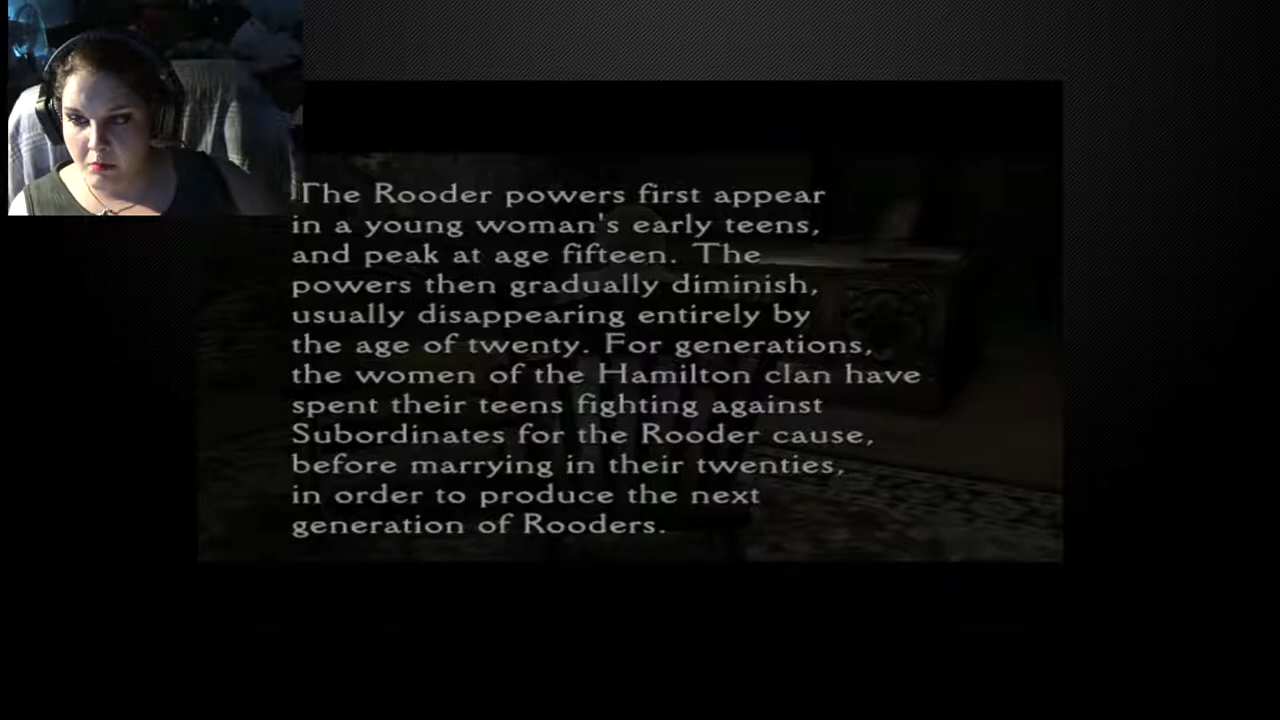 The Rooder powers first appear
in a young woman's early teens,
and peak at age fifteen. The
powers then gradually diminish,
usually disappearing entirely by
the age of twenty. For generations,
the women of the Hamilton clan have
spent their teens fighting against
Subordinates for the Rooder cause,
before marrying in their twenties,
in order to produce the next
generation of Rooders.